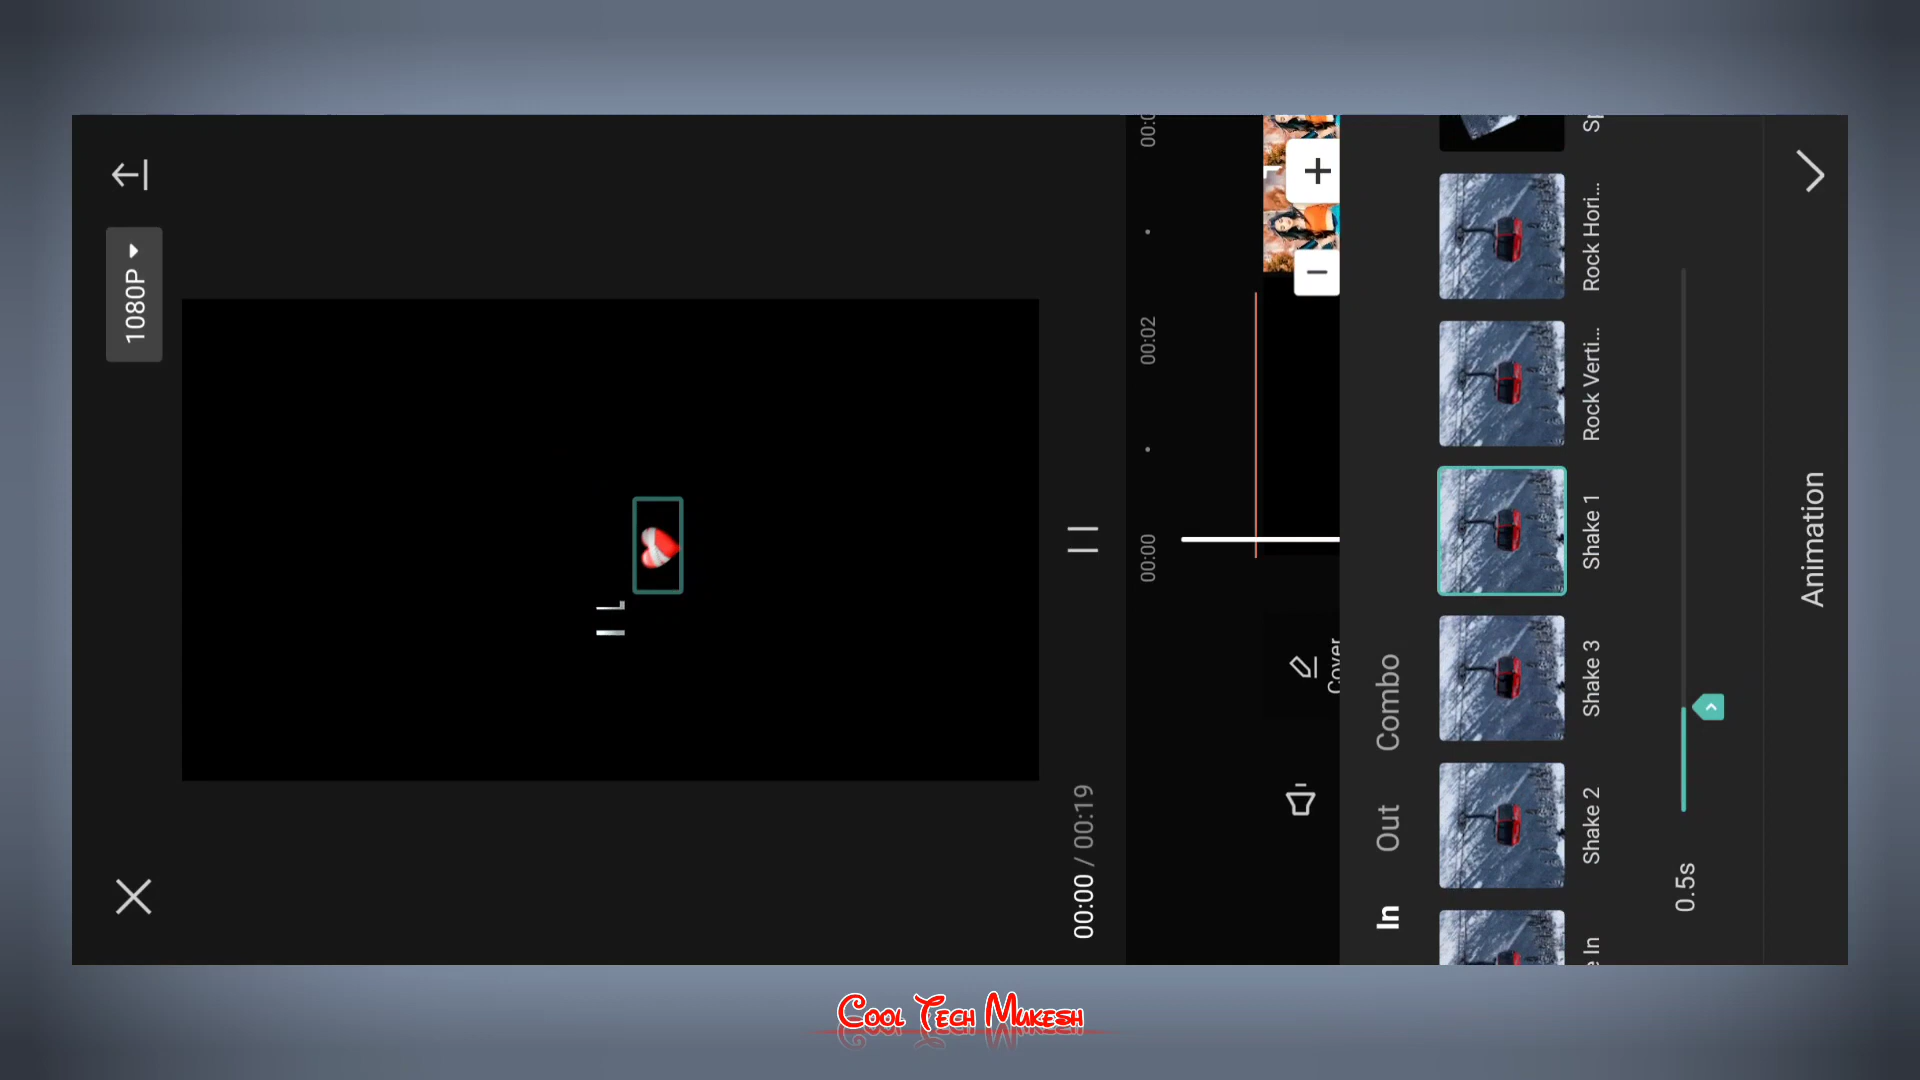 1080P
I L
00:00 / 00:19
00:00
00:02
Cover
In
Out
Combo
Shake 2
Shake 3
Shake 1
Rock Verti...
Rock Hori...
0.5s
Animation
Cool Tech Mukesh